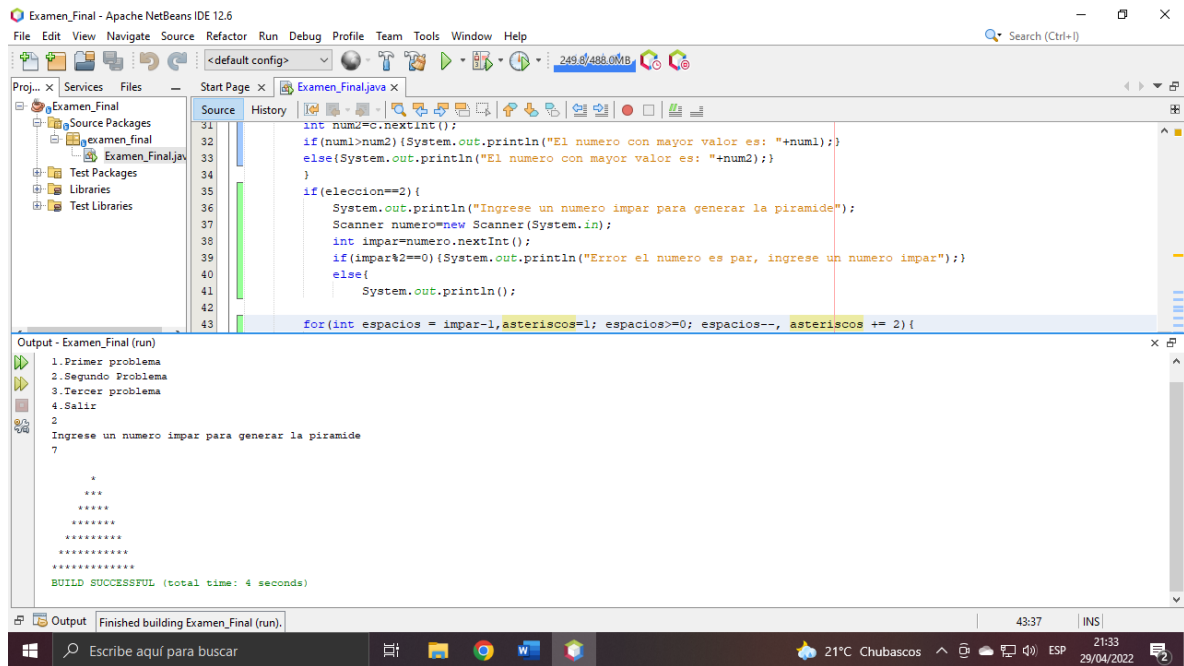 Examen_Final - Apache NetBeans IDE 12.6
File Edit View Navigate Source Refactor Run Debug Profile Team Tools Window Help
Search (Ctrl+I)
<default config>
249.8/488.0MB
Proj... Services Files
Start Page Examen_Final.java
Examen_Final
Source Packages
examen_final
Examen_Final.jav
Test Packages
Libraries
Test Libraries
Source History
31 int num2=c.nextInt();
32 if(num1>num2){System.out.println("El numero con mayor valor es: "+num1);}
33 else{System.out.println("El numero con mayor valor es: "+num2);}
34 }
35 if(eleccion==2){
36 System.out.println("Ingrese un numero impar para generar la piramide");
37 Scanner numero=new Scanner(System.in);
38 int impar=numero.nextInt();
39 if(impar%2==0){System.out.println("Error el numero es par, ingrese un numero impar");}
40 else{
41 System.out.println();
42
43 for(int espacios = impar-1,asteriscos=1; espacios>=0; espacios--, asteriscos += 2){
Output - Examen_Final (run)
1.Primer problema
2.Segundo Problema
3.Tercer problema
4.Salir
2
Ingrese un numero impar para generar la piramide
7
*
***
*****
*******
*********
***********
*************
BUILD SUCCESSFUL (total time: 4 seconds)
Output Finished building Examen_Final (run).
43:37 INS
Escribe aquí para buscar
21°C Chubascos
ESP
21:33
29/04/2022
2